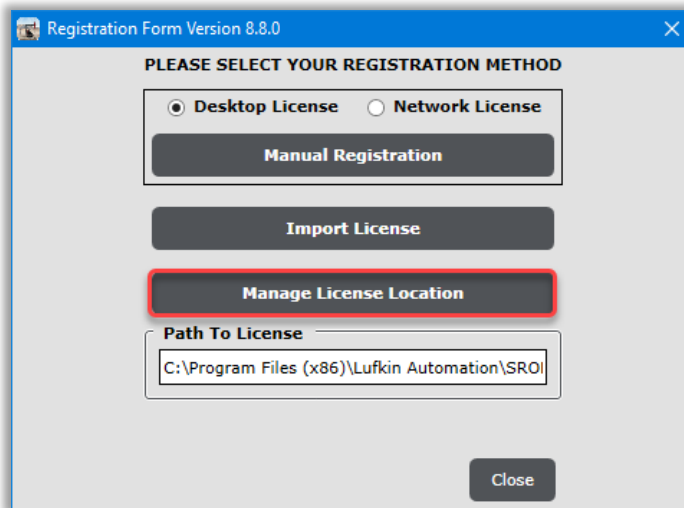 Registration Form Version 8.8.0
PLEASE SELECT YOUR REGISTRATION METHOD
Desktop License Network License
Manual Registration
Import License
Manage License Location
Path To License
C:\Program Files (x86)\Lufkin Automation\SRO
Close